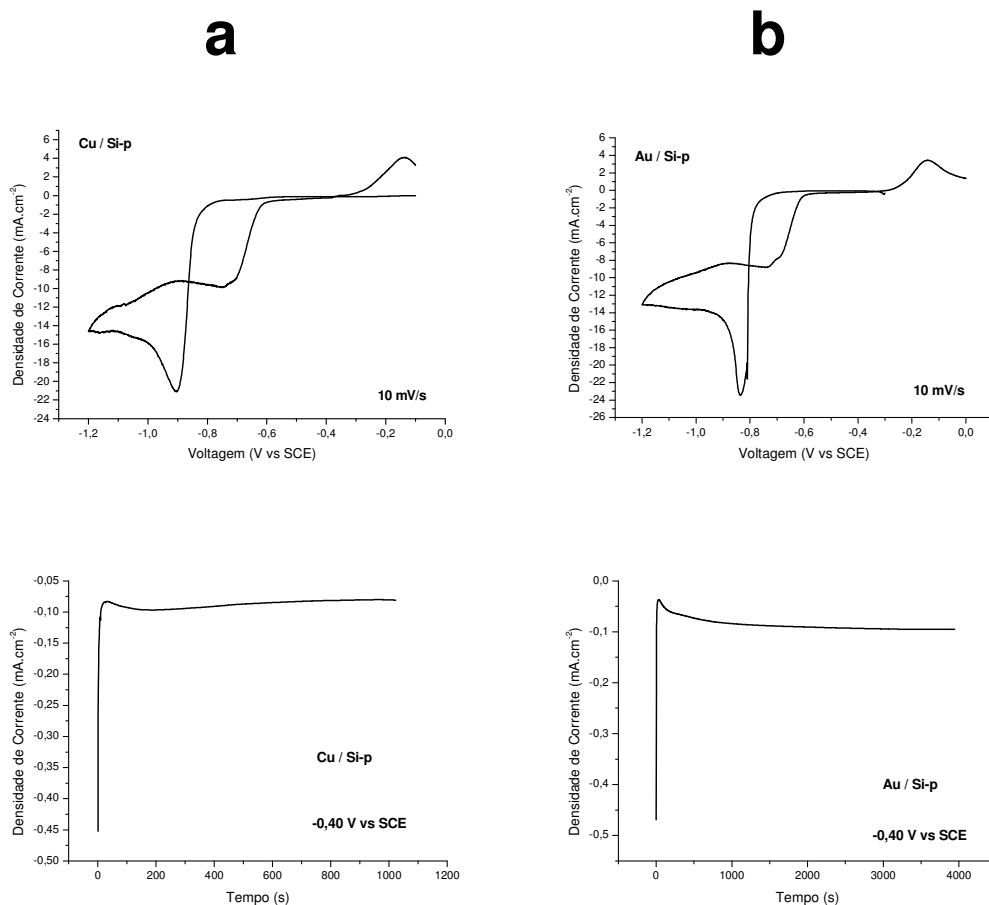 a
b
Cu / Si-p
Densidade de Corrente (mA.cm-2)
6
4
2
0
-2
-4
-6
-8
-10
-12
-14
-16
-18
-20
-22
-24
10 mV/s
-1,2 -1,0 -0,8 -0,6 -0,4 -0,2 0,0
Voltagem (V vs SCE)
Au / Si-p
Densidade de Corrente (mA.cm-2)
6
4
2
0
-2
-4
-6
-8
-10
-12
-14
-16
-18
-20
-22
-24
-26
10 mV/s
-1,2 -1,0 -0,8 -0,6 -0,4 -0,2 0,0
Voltagem (V vs SCE)
Densidade de Corrente (mA.cm-2)
-0,05
-0,10
-0,15
-0,20
-0,25
-0,30
-0,35
-0,40
-0,45
-0,50
Cu / Si-p
-0,40 V vs SCE
0 200 400 600 800 1000 1200
Tempo (s)
Densidade de Corrente (mA.cm-2)
0,0
-0,1
-0,2
-0,3
-0,4
-0,5
Au / Si-p
-0,40 V vs SCE
0 1000 2000 3000 4000
Tempo (s)